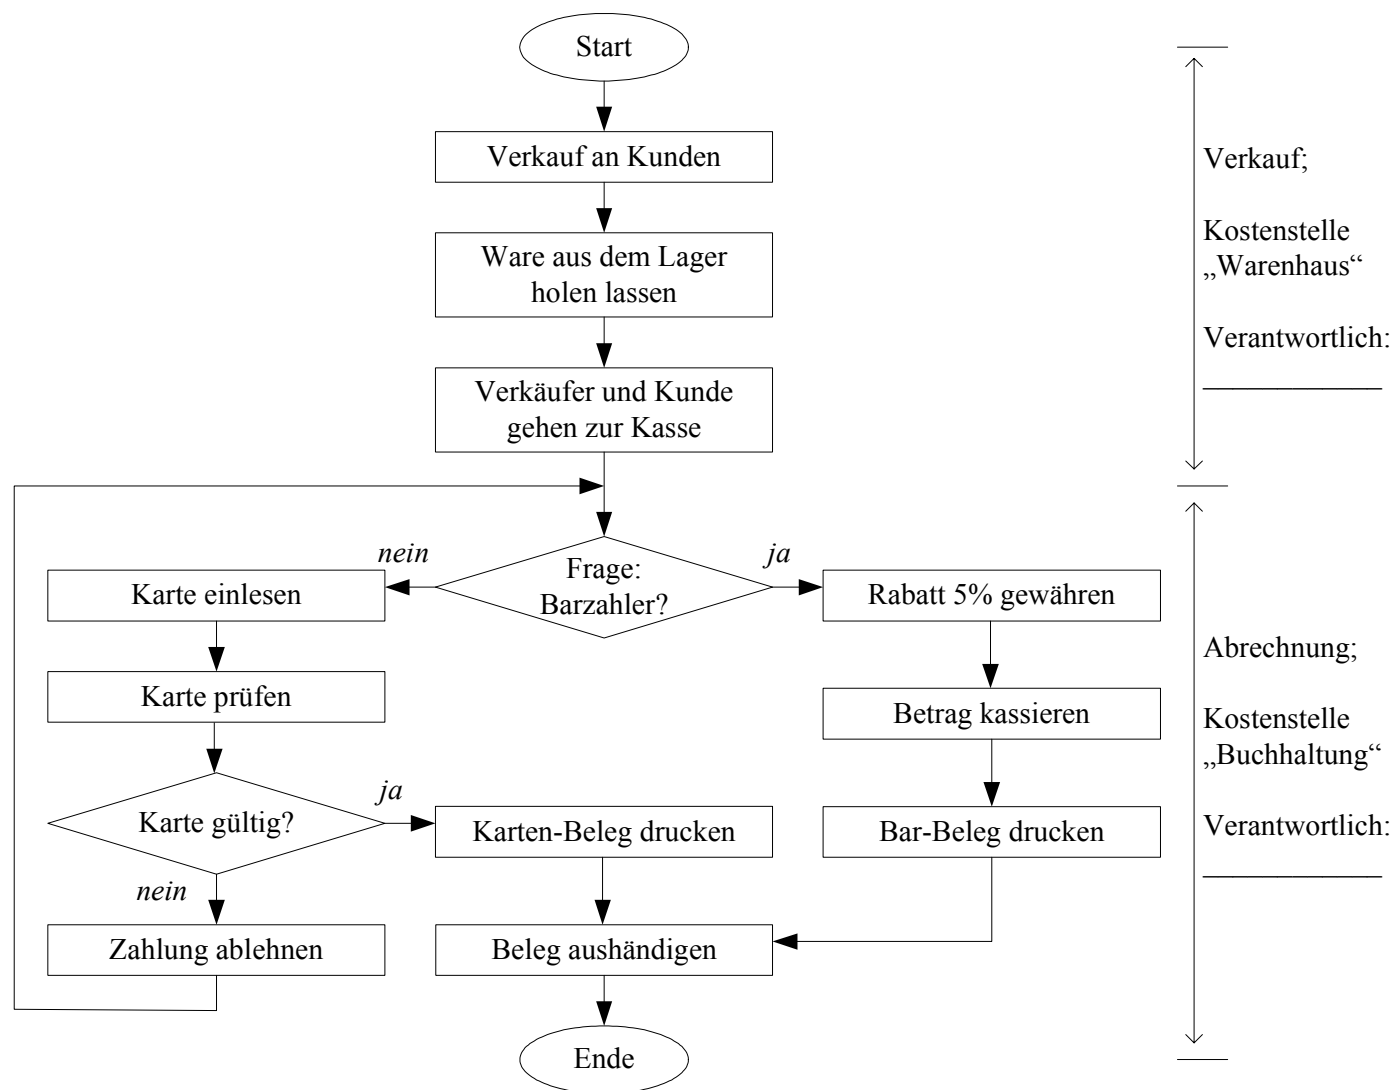 Start
Verkauf an Kunden
Ware aus dem Lager
holen lassen
Verkäufer und Kunde
gehen zur Kasse
Verkauf;
Kostenstelle
„Warenhaus“
Verantwortlich:
nein
ja
Frage:
Barzahler?
Karte einlesen
Rabatt 5% gewähren
Karte prüfen
Betrag kassieren
Karte gültig?
ja
Karten-Beleg drucken
Bar-Beleg drucken
nein
Zahlung ablehnen
Beleg aushändigen
Ende
Abrechnung;
Kostenstelle
„Buchhaltung“
Verantwortlich: